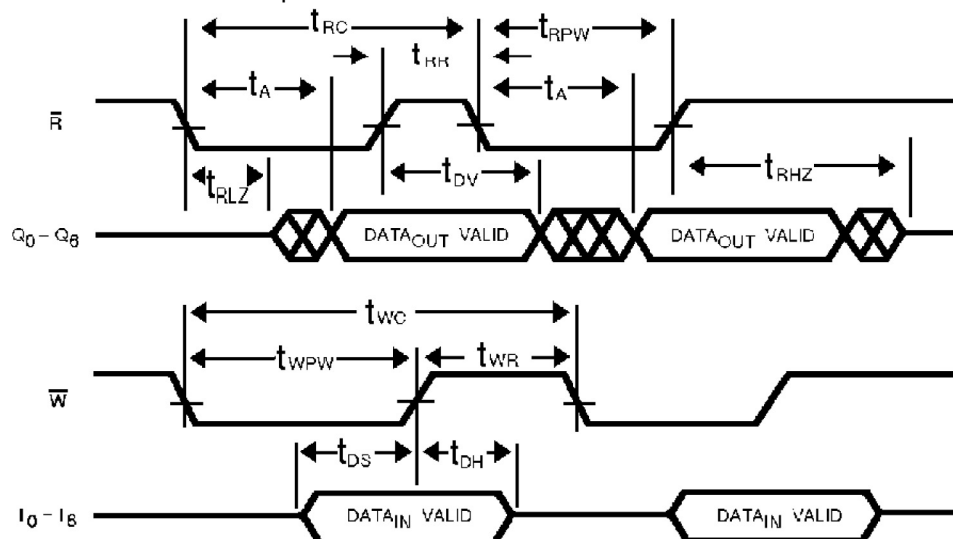 tRC tRPW
tRR
tA tA
R̅
tRLZ tDV tRHZ
Q0 – Q8 DATAOUT VALID DATAOUT VALID
tWC
tWPW tWR
W̅
tDS tDH
I0 – I8 DATAIN VALID DATAIN VALID